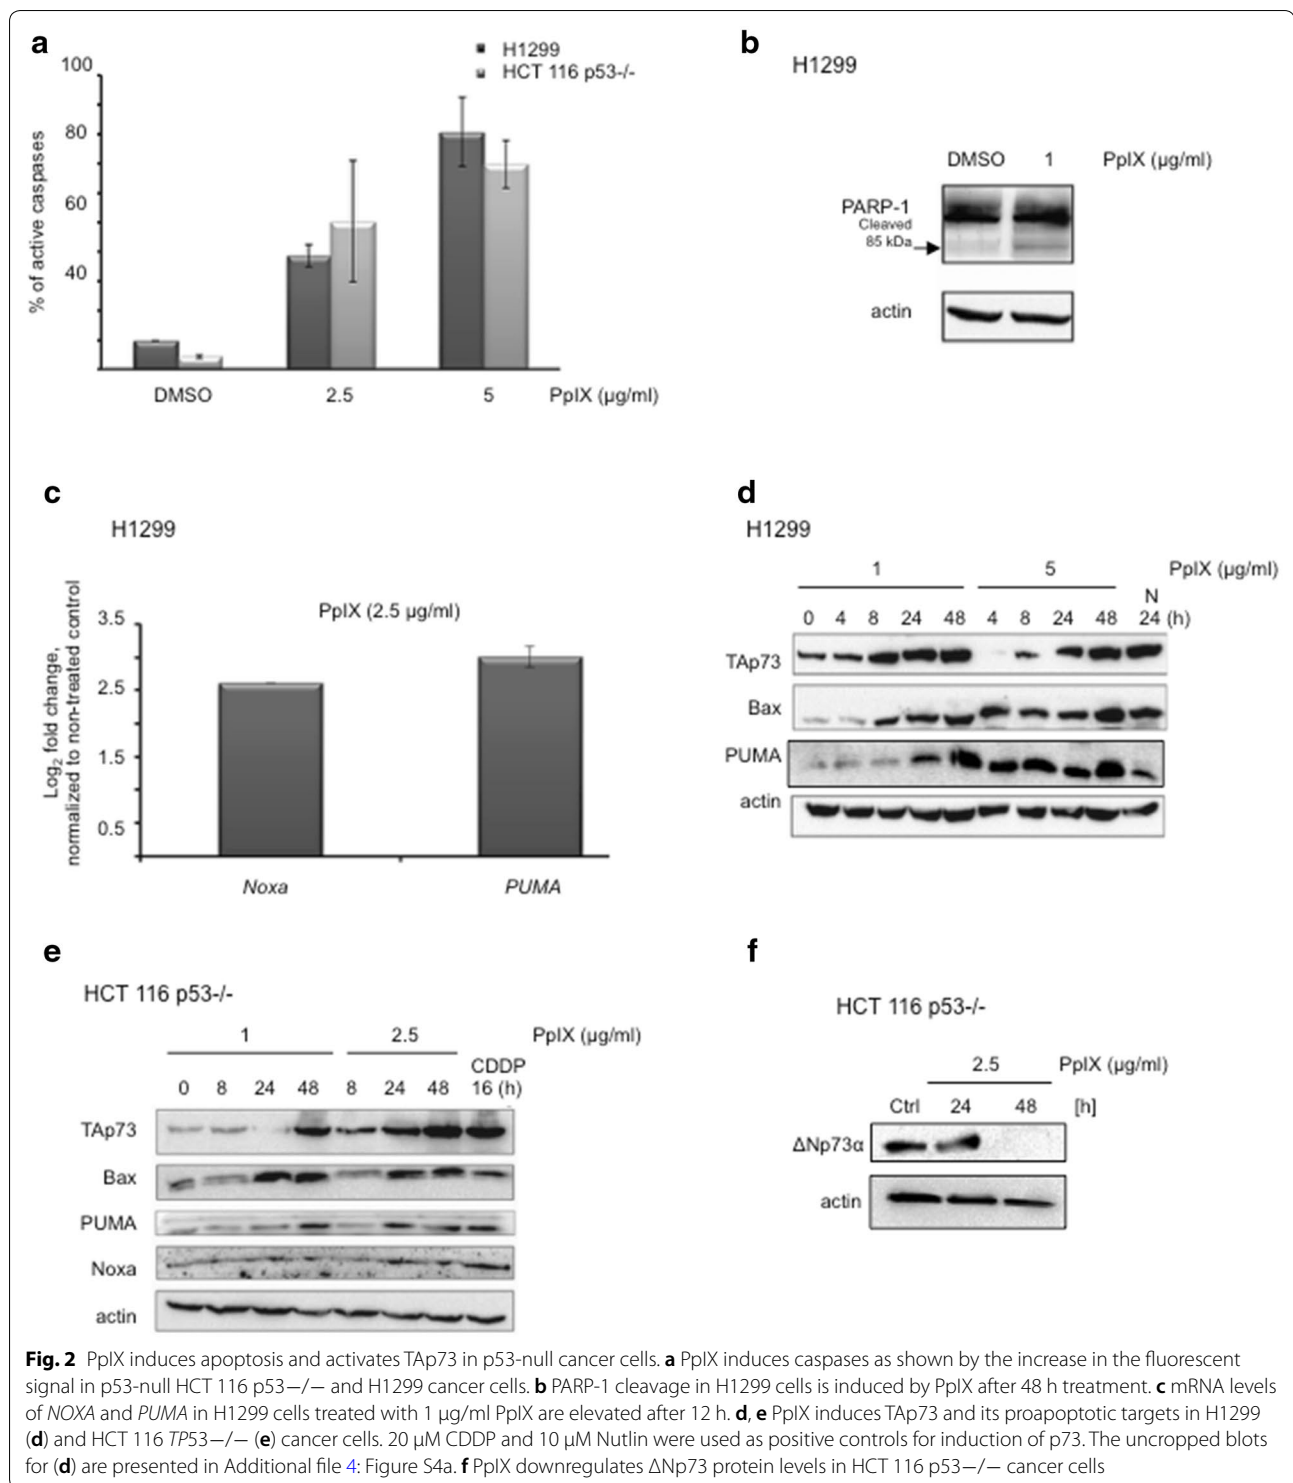 a
H1299
HCT 116 p53-/-
100
80
60
40
% of active caspases
DMSO 2.5 5 PpIX (µg/ml)
b
H1299
DMSO 1 PpIX (µg/ml)
PARP-1
Cleaved
85 kDa
actin
c
H1299
PpIX (2.5 µg/ml)
Log2 fold change,
normalized to non-treated control
3.5
2.5
1.5
0.5
Noxa PUMA
d
H1299
1 5 PpIX (µg/ml)
N
0 4 8 24 48 4 8 24 48 24 (h)
TAp73
Bax
PUMA
actin
e
HCT 116 p53-/-
1 2.5 PpIX (µg/ml)
CDDP
0 8 24 48 8 24 48 16 (h)
TAp73
Bax
PUMA
Noxa
actin
f
HCT 116 p53-/-
2.5 PpIX (µg/ml)
Ctrl 24 48 [h]
ΔNp73α
actin
Fig. 2 PpIX induces apoptosis and activates TAp73 in p53-null cancer cells. a PpIX induces caspases as shown by the increase in the fluorescent
signal in p53-null HCT 116 p53−/− and H1299 cancer cells. b PARP-1 cleavage in H1299 cells is induced by PpIX after 48 h treatment. c mRNA levels
of NOXA and PUMA in H1299 cells treated with 1 µg/ml PpIX are elevated after 12 h. d, e PpIX induces TAp73 and its proapoptotic targets in H1299
(d) and HCT 116 TP53−/− (e) cancer cells. 20 µM CDDP and 10 µM Nutlin were used as positive controls for induction of p73. The uncropped blots
for (d) are presented in Additional file 4: Figure S4a. f PpIX downregulates ΔNp73 protein levels in HCT 116 p53−/− cancer cells